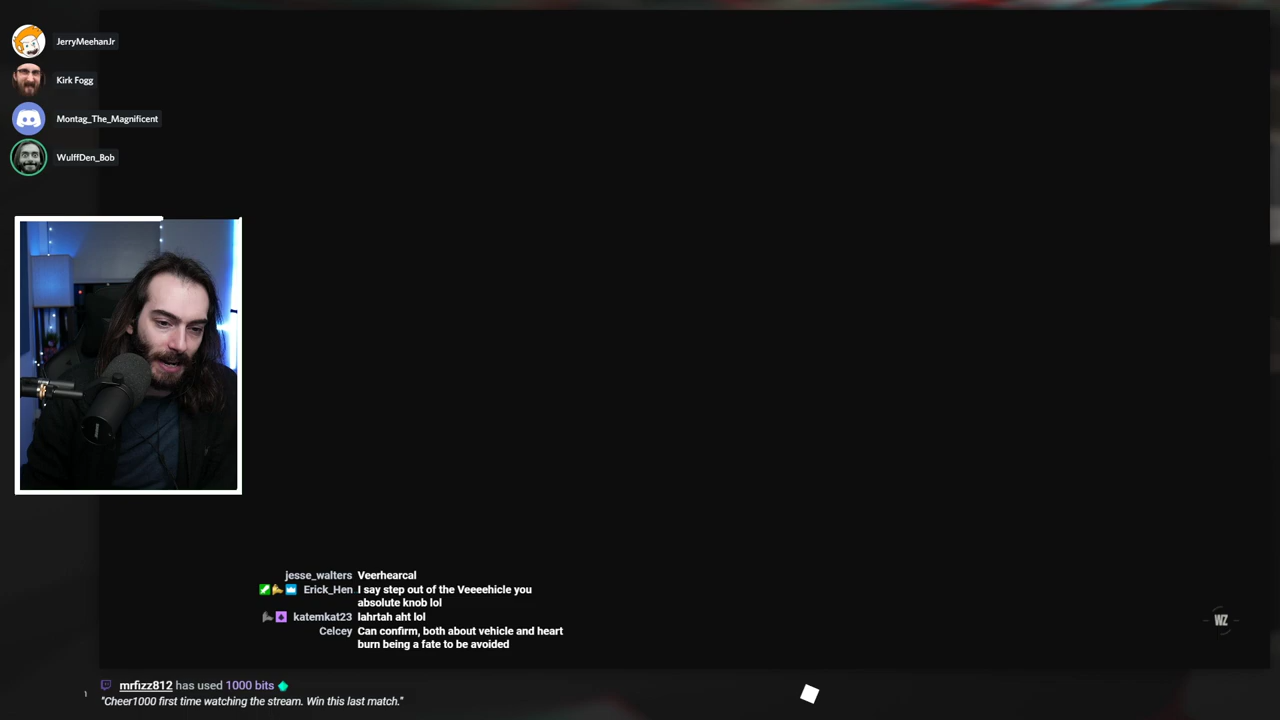 JerryMeehanJr
Kirk Fogg
Montag_The_Magnificent
WulffDen_Bob
jesse_walters Veerhearcal
Erick_Hen I say step out of the Veeeehicle you
absolute knob lol
katemkat23 lahrtah aht lol
Celcey Can confirm, both about vehicle and heart
burn being a fate to be avoided
WZ
mrfizz812 has used 1000 bits
"Cheer1000 first time watching the stream. Win this last match."